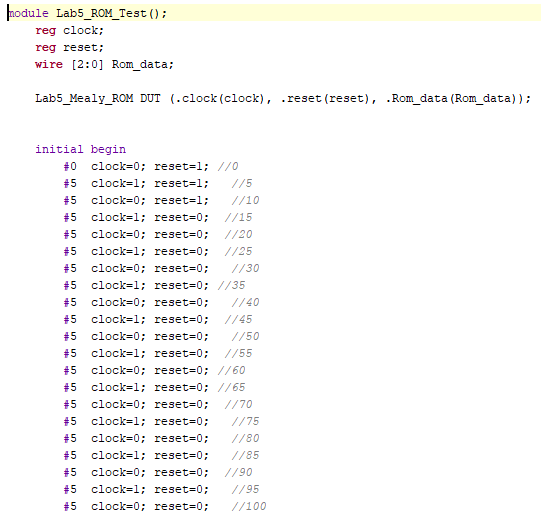 module Lab5_ROM_Test();
reg clock;
reg reset;
wire [2:0] Rom_data;
Lab5_Mealy_ROM DUT (.clock(clock), .reset(reset), .Rom_data(Rom_data));
initial begin
#0 clock=0; reset=1; //0
#5 clock=1; reset=1; //5
#5 clock=0; reset=1; //10
#5 clock=1; reset=0; //15
#5 clock=0; reset=0; //20
#5 clock=1; reset=0; //25
#5 clock=0; reset=0; //30
#5 clock=1; reset=0; //35
#5 clock=0; reset=0; //40
#5 clock=1; reset=0; //45
#5 clock=0; reset=0; //50
#5 clock=1; reset=0; //55
#5 clock=0; reset=0; //60
#5 clock=1; reset=0; //65
#5 clock=0; reset=0; //70
#5 clock=1; reset=0; //75
#5 clock=0; reset=0; //80
#5 clock=1; reset=0; //85
#5 clock=0; reset=0; //90
#5 clock=1; reset=0; //95
#5 clock=0; reset=0; //100